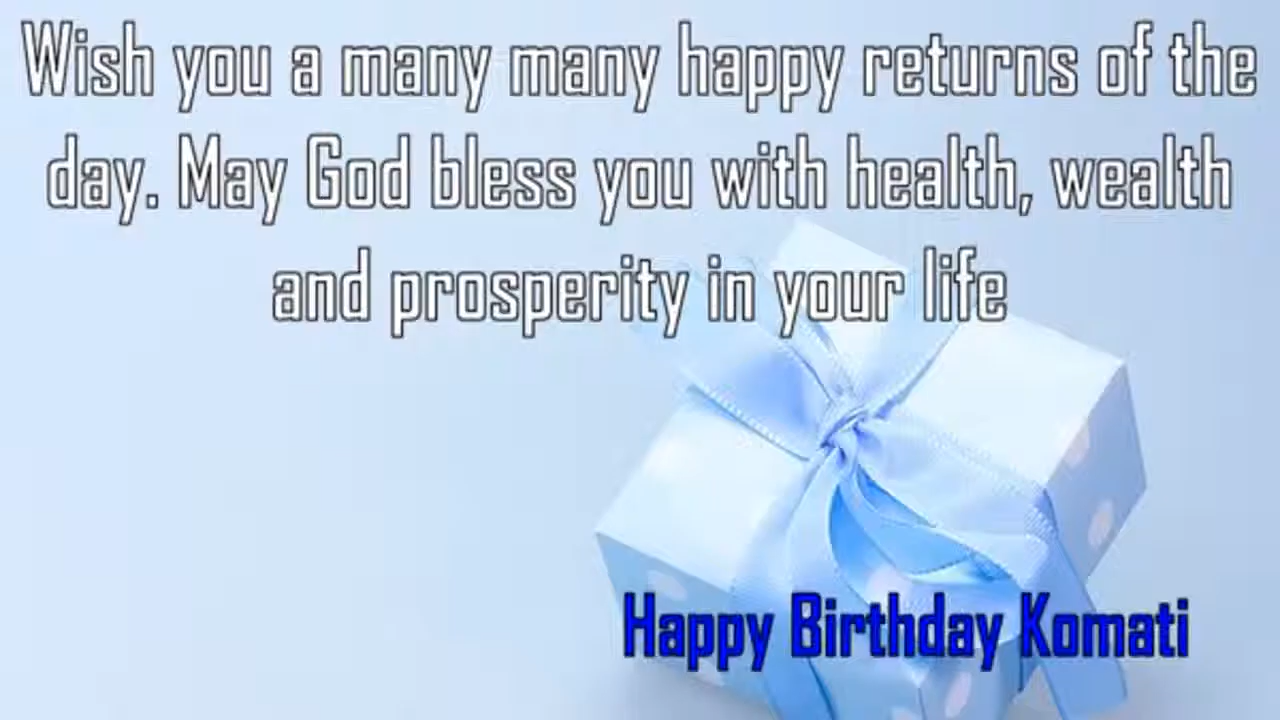 Wish you a many many happy returns of the
day. May God bless you with health, wealth
and prosperity in your life
Happy Birthday Komati